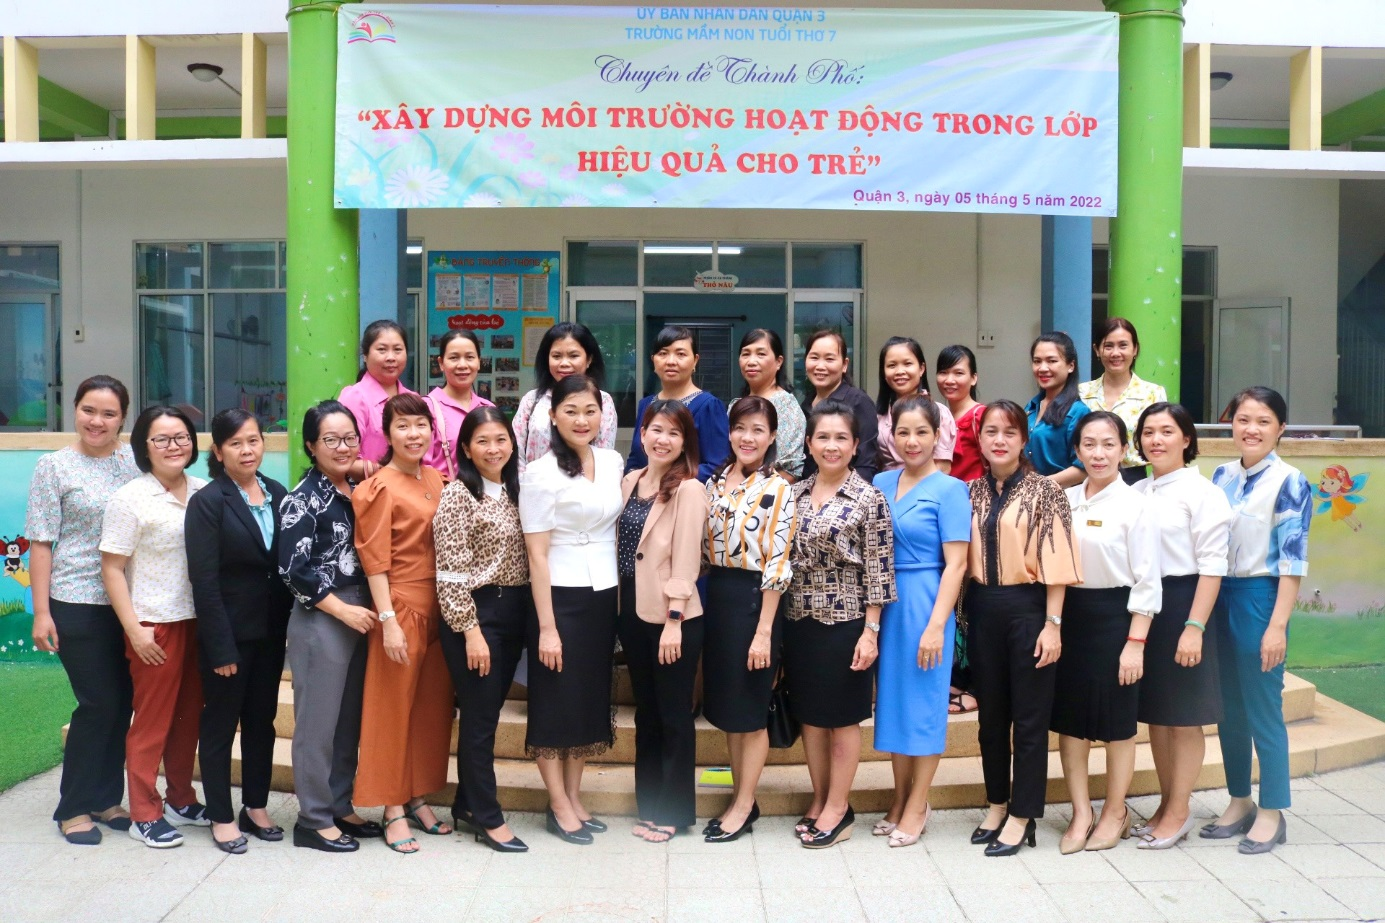 ỦY BAN NHÂN DÂN QUẬN 3
TRƯỜNG MẦM NON TUỔI THƠ 7
Chuyên đề Thành Phố:
"XÂY DỰNG MÔI TRƯỜNG HOẠT ĐỘNG TRONG LỚP
HIỆU QUẢ CHO TRẺ"
Quận 3, ngày 05 tháng 5 năm 2022
THỎ NÂU